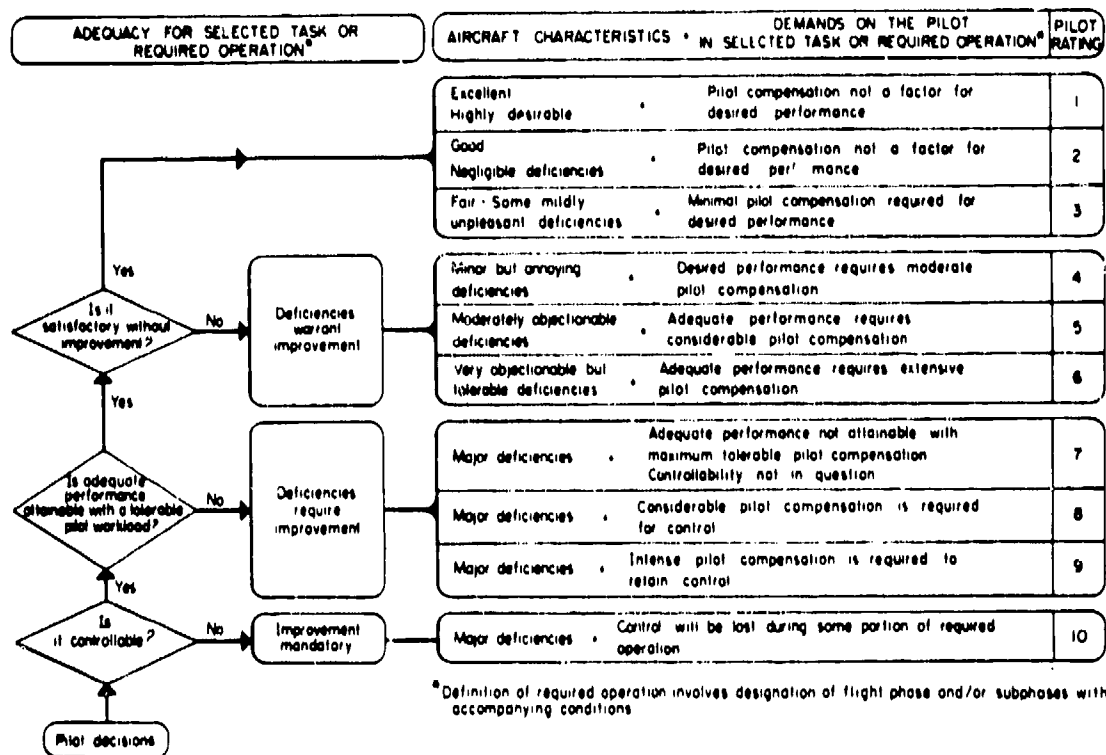 ADEQUACY FOR SELECTED TASK OR
REQUIRED OPERATION*
AIRCRAFT CHARACTERISTICS •
DEMANDS ON THE PILOT
IN SELECTED TASK OR REQUIRED OPERATION*
PILOT
RATING
Excellent
Highly desirable
•
Pilot compensation not a factor for
desired performance
1
Good
Negligible deficiencies
•
Pilot compensation not a factor for
desired per mance
2
Fair - Some mildly
unpleasant deficiencies
•
Minimal pilot compensation required for
desired performance
3
Yes
Is it
satisfactory without
improvement?
No
Deficiencies
warrant
improvement
Minor but annoying
deficiencies
•
Desired performance requires moderate
pilot compensation
4
Moderately objectionable
deficiencies
•
Adequate performance requires
considerable pilot compensation
5
Very objectionable but
tolerable deficiencies
•
Adequate performance requires extensive
pilot compensation
6
Yes
Is adequate
performance
attainable with a tolerable
pilot workload?
No
Deficiencies
require
improvement
Major deficiencies
•
Adequate performance not attainable with
maximum tolerable pilot compensation
Controllability not in question
7
Major deficiencies
•
Considerable pilot compensation is required
for control
8
Major deficiencies
•
Intense pilot compensation is required to
retain control
9
Yes
Is
it controllable?
No
Improvement
mandatory
Major deficiencies
•
Control will be lost during some portion of required
operation
10
Pilot decisions
*Definition of required operation involves designation of flight phase and/or subphases with
accompanying conditions